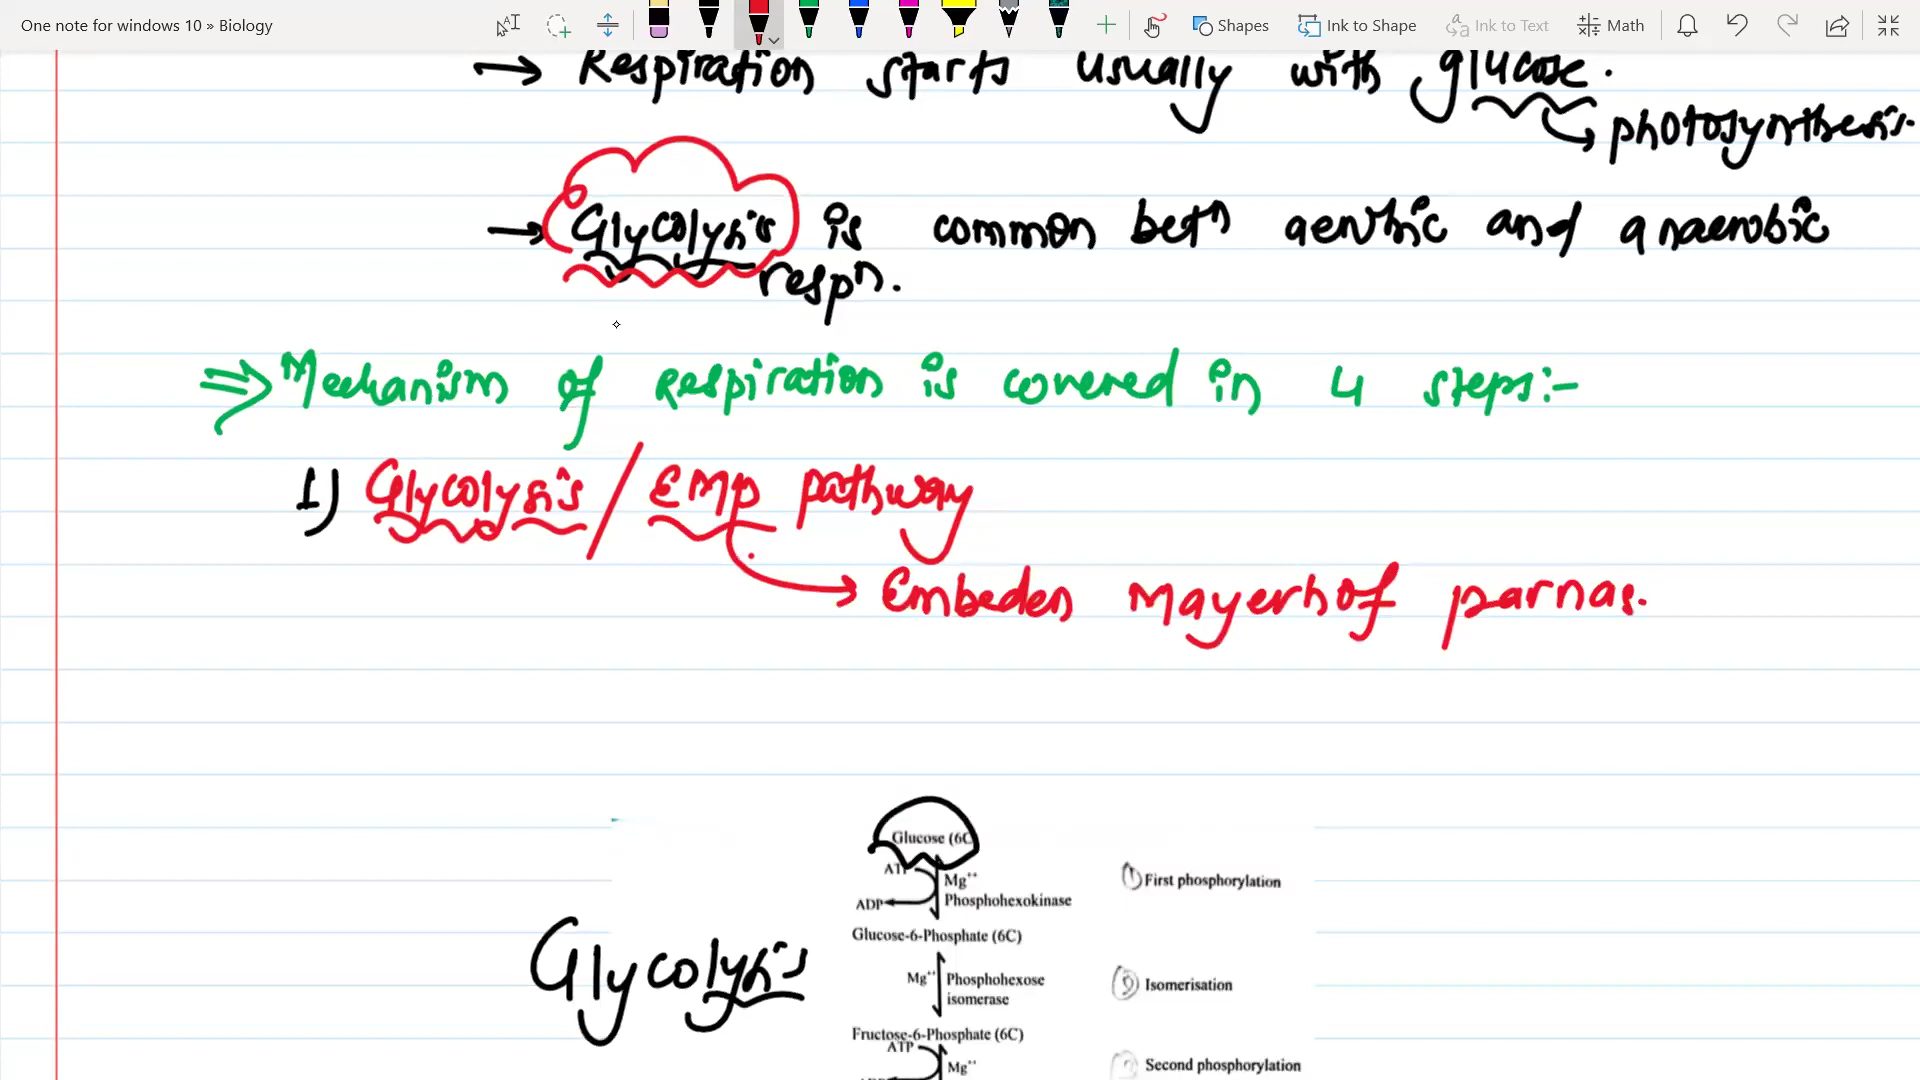 One note for windows 10 » Biology
Shapes
Ink to Shape
Ink to Text
Math
→ Respiration starts usually with glucose.
photosynthesis.
→ Glycolysis is common betn aerobic and anaerobic
respn.
⇒ Mechanism of respiration is covered in 4 steps:-
1) Glycolysis / EMP pathway
→ Embeden Mayerhof parnas.
Glucose (6C
ATP
Mg++
ADP
Phosphohexokinase
① First phosphorylation
Glucose-6-Phosphate (6C)
Glycolysis
Mg++ Phosphohexose
isomerase
Isomerisation
Fructose-6-Phosphate (6C)
ATP
Mg++
Second phosphorylation